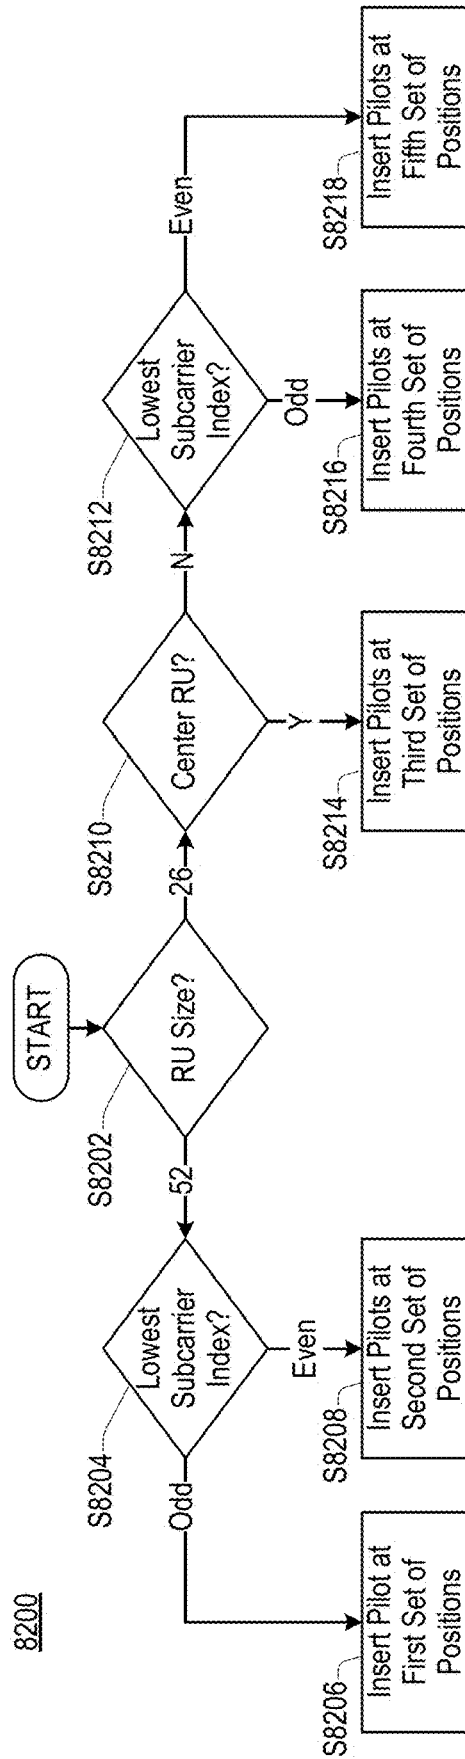 8200
START
S8202
RU Size?
52
26
S8204
Lowest
Subcarrier
Index?
Odd
Even
S8210
Center RU?
N
Y
S8212
Lowest
Subcarrier
Index?
Even
Odd
S8206
Insert Pilot at
First Set of
Positions
S8208
Insert Pilots at
Second Set of
Positions
S8214
Insert Pilots at
Third Set of
Positions
S8216
Insert Pilots at
Fourth Set of
Positions
S8218
Insert Pilots at
Fifth Set of
Positions